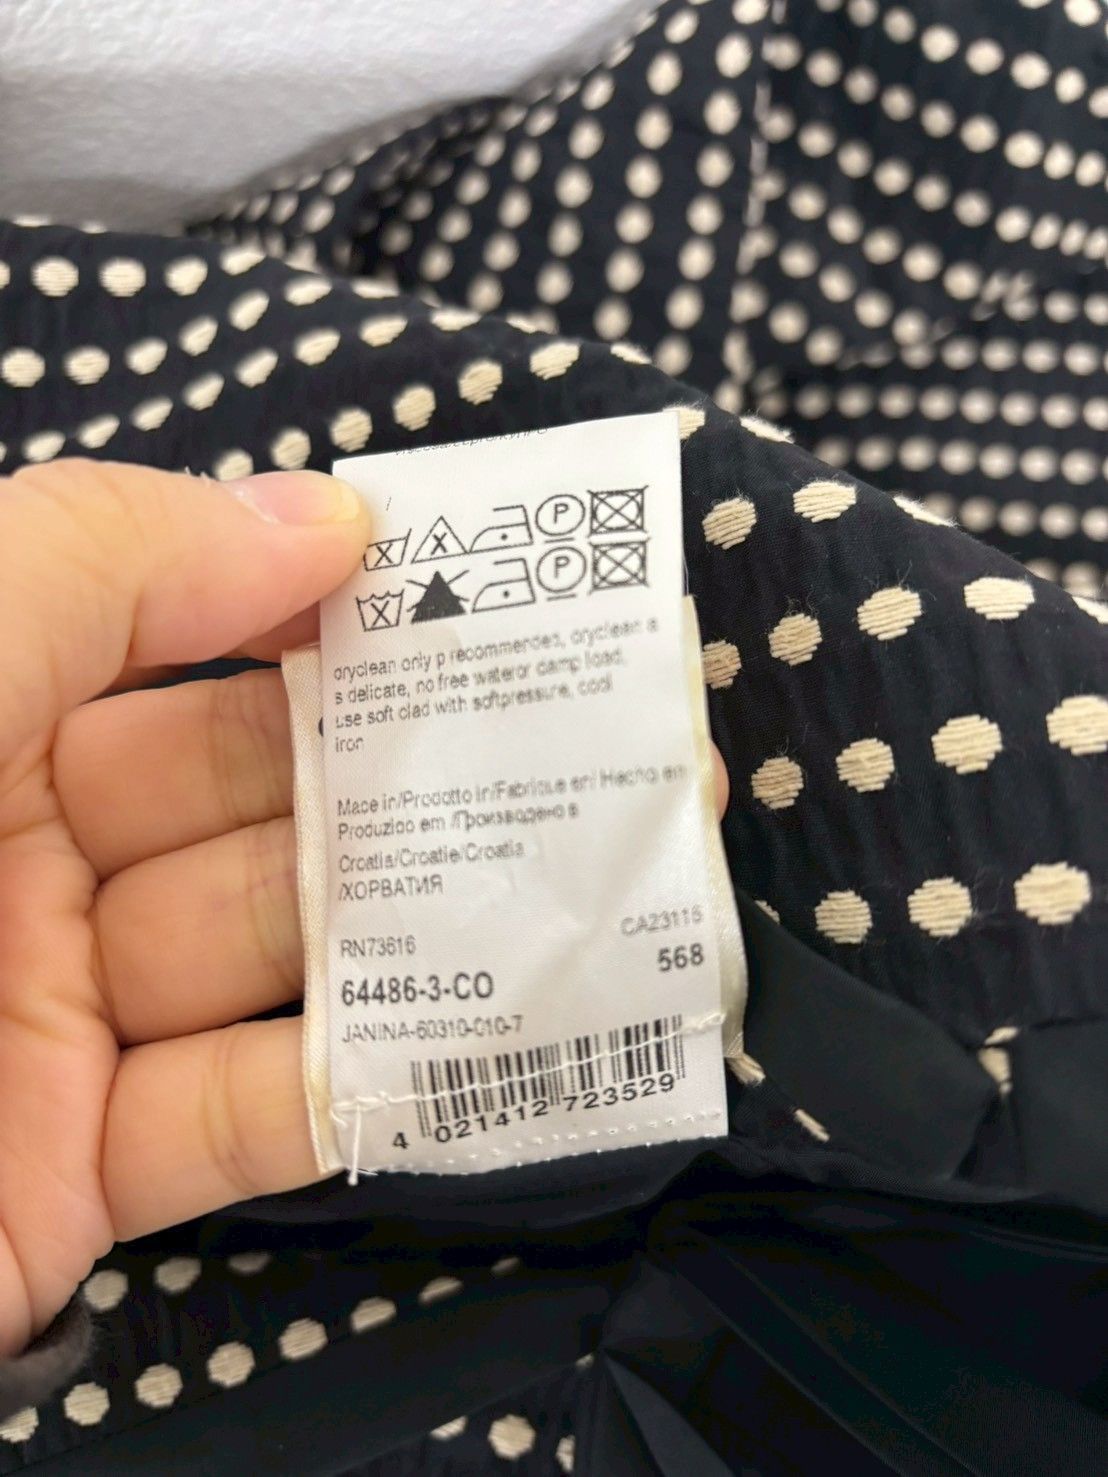 P
P
dryclean only p recommended, dryclean a
s delicate, no free water or damp load,
use soft clad with softpressure, cool
iron
Made in/Prodotto in/Fabriqué en/ Hecho en
Produzido em /Произведено в
Croatia/Croatie/Croatia
/ХОРВАТИЯ
RN73616 CA23115
64486-3-CO 568
JANINA-60310-010-7
4 021412 723529